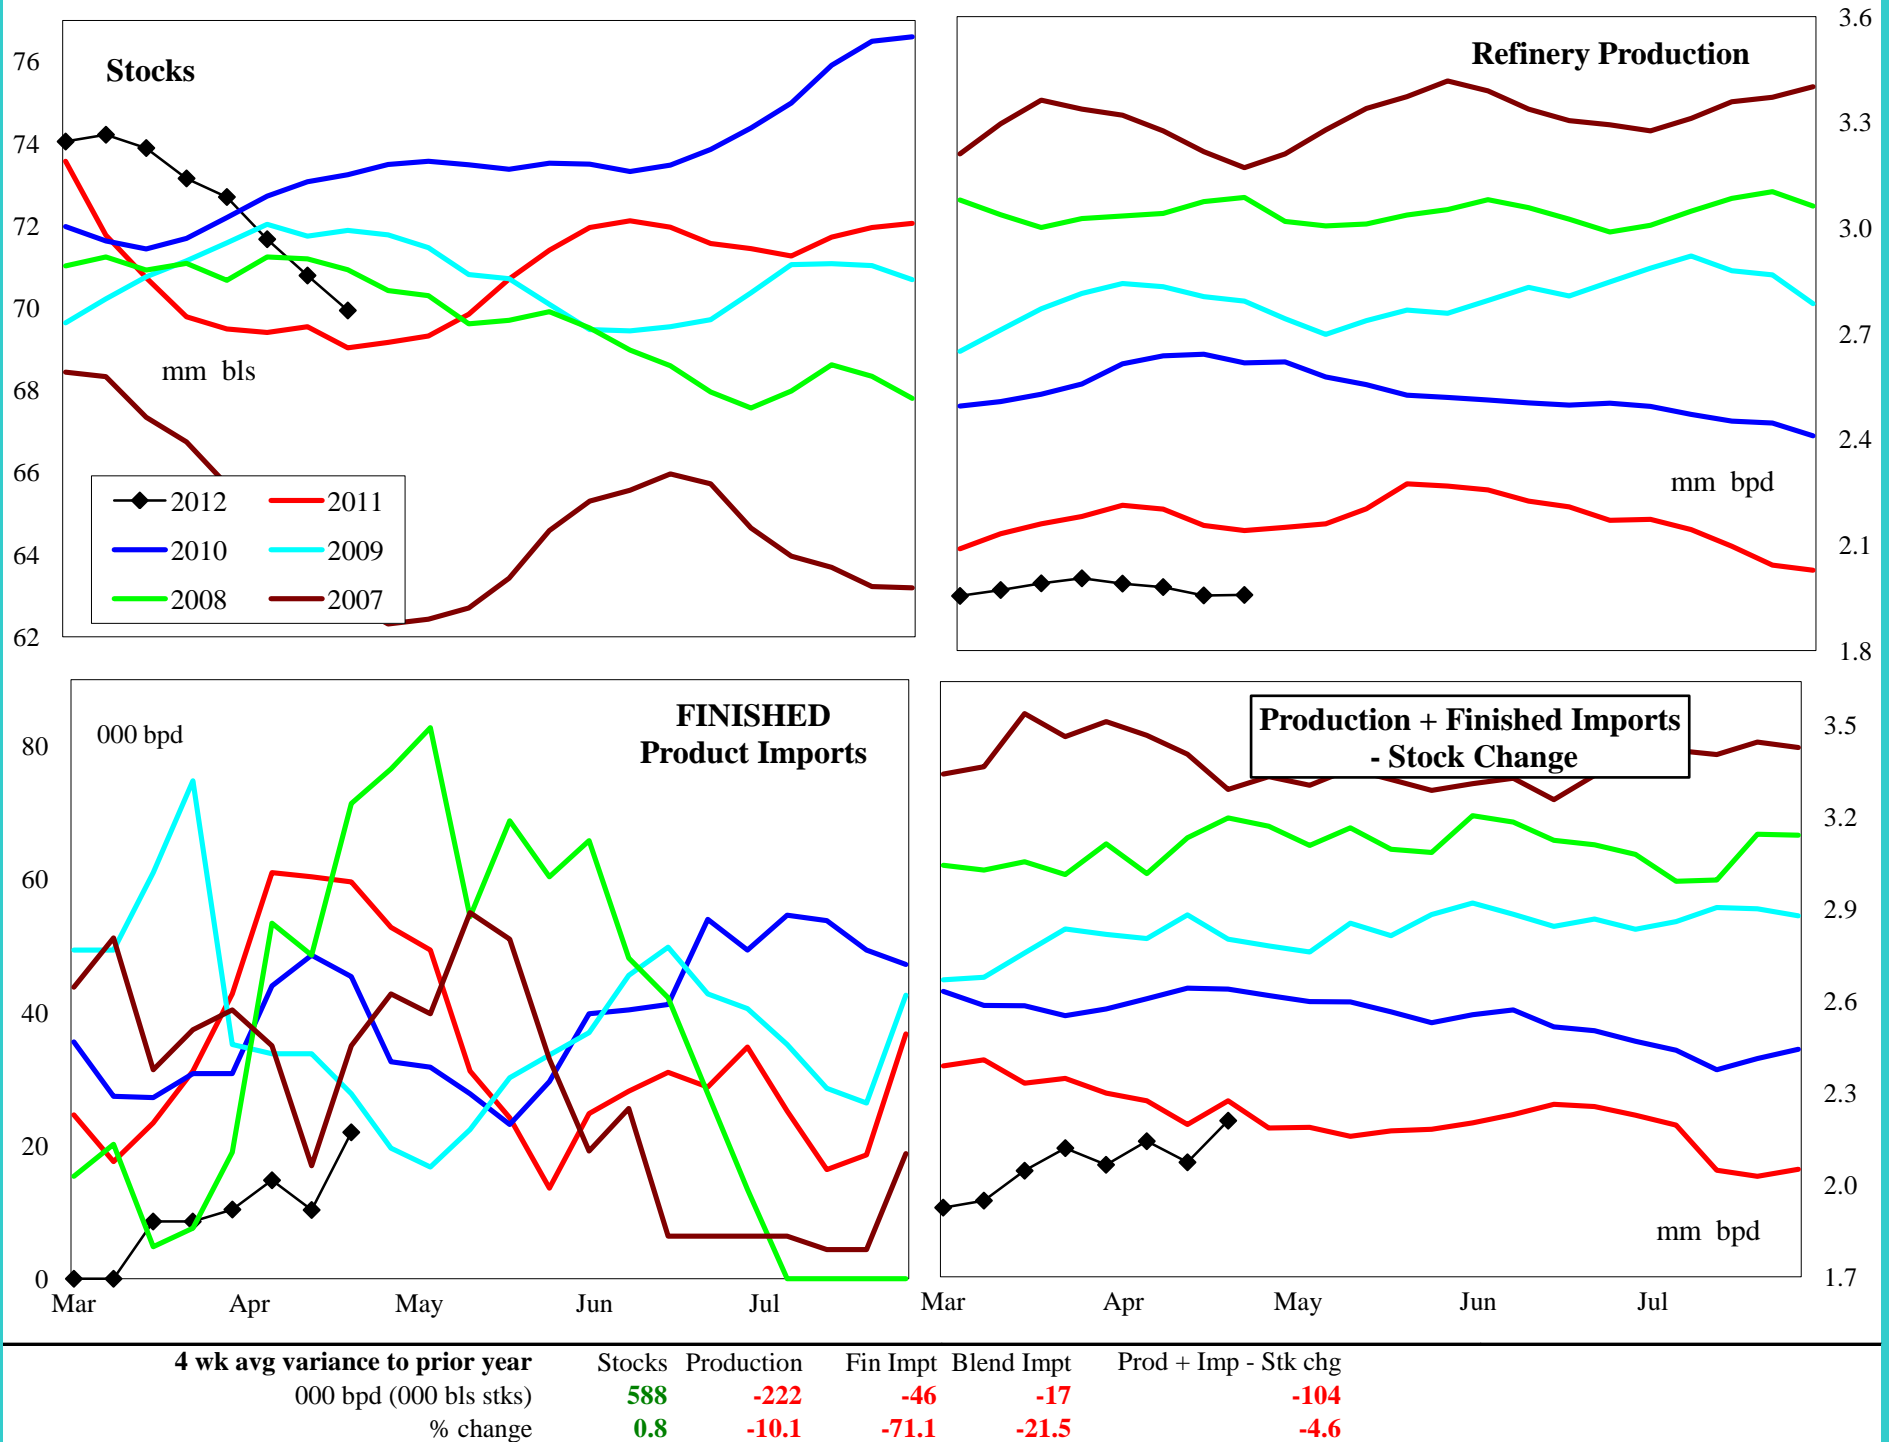 Stocks
76
74
72
70
68
66
64
62
mm bls
2012
2011
2010
2009
2008
2007
Refinery Production
3.6
3.3
3.0
2.7
2.4
2.1
1.8
mm bpd
FINISHED
Product Imports
000 bpd
80
60
40
20
0
Mar Apr May Jun Jul
Production + Finished Imports
- Stock Change
3.5
3.2
2.9
2.6
2.3
2.0
1.7
mm bpd
Mar Apr May Jun Jul
4 wk avg variance to prior year Stocks Production Fin Impt Blend Impt Prod + Imp - Stk chg
000 bpd (000 bls stks) 588 -222 -46 -17 -104
% change 0.8 -10.1 -71.1 -21.5 -4.6